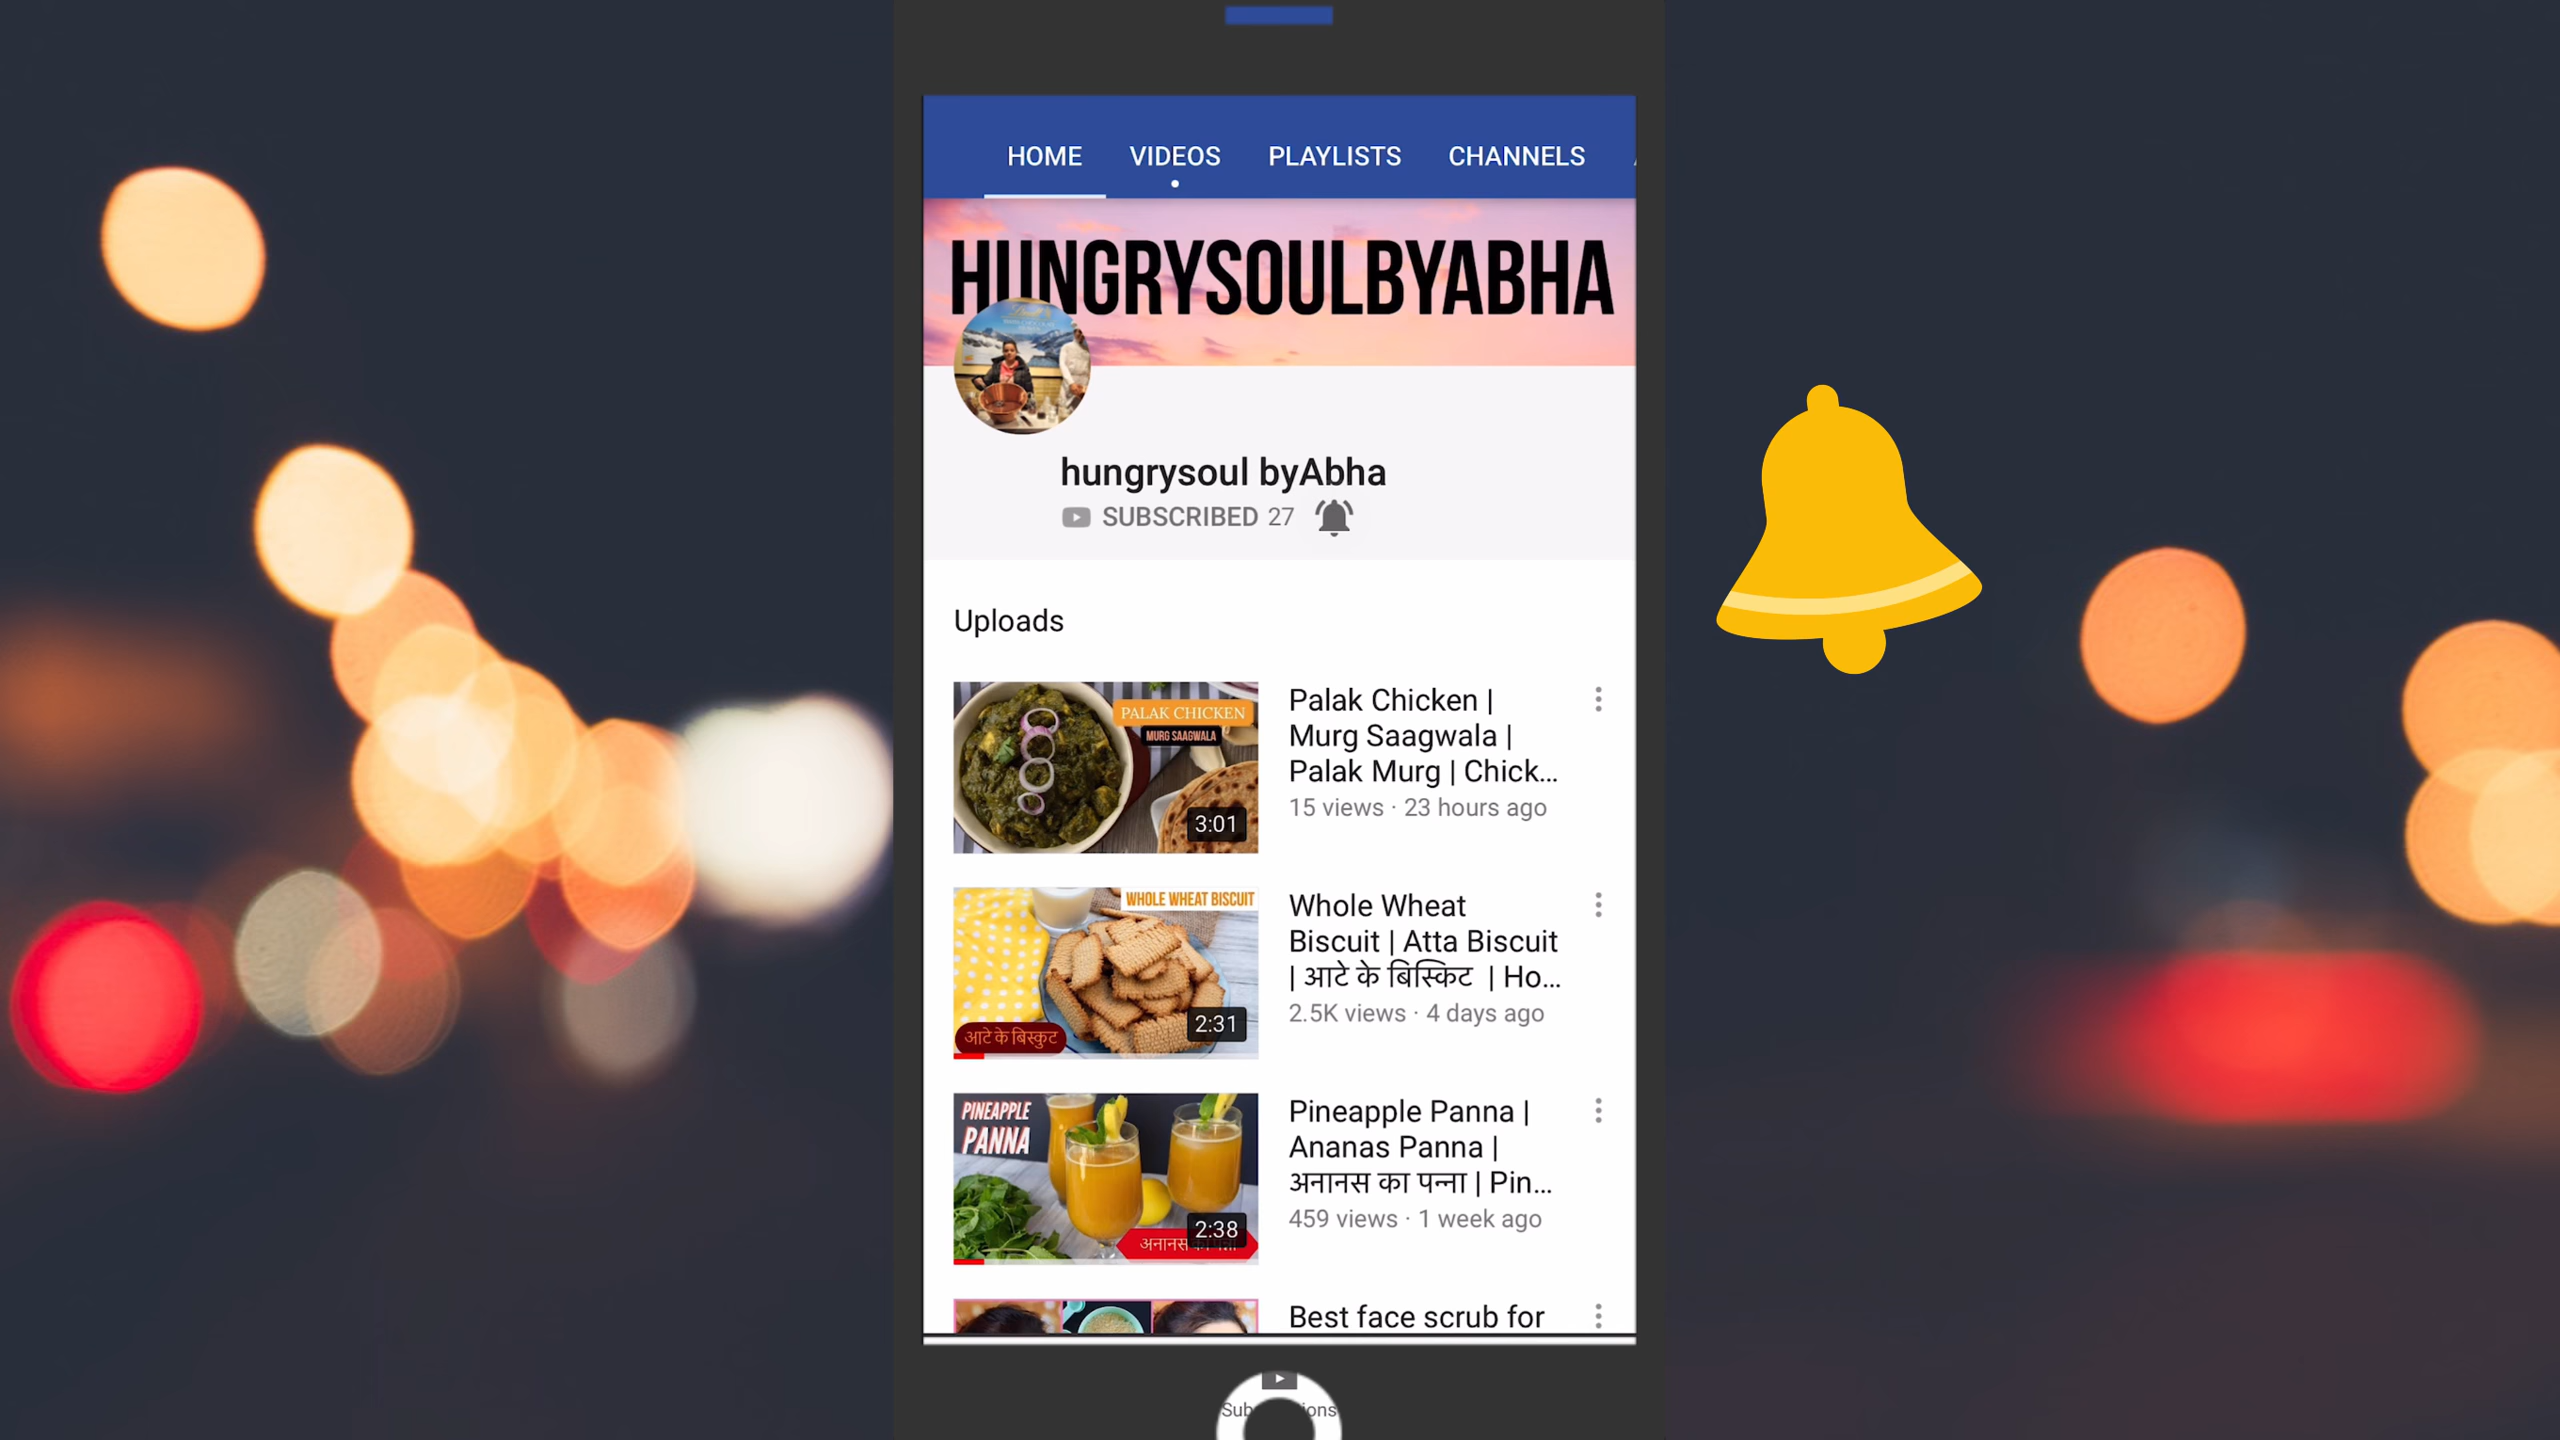 HOME VIDEOS PLAYLISTS CHANNELS
HUNGRYSOULBYABHA
hungrysoul byAbha
SUBSCRIBED 27
Uploads
PALAK CHICKEN
MURG SAAGWALA
3:01
Palak Chicken |
Murg Saagwala |
Palak Murg | Chick...
15 views · 23 hours ago
WHOLE WHEAT BISCUIT
आटे के बिस्कुट
2:31
Whole Wheat
Biscuit | Atta Biscuit
| आटे के बिस्किट | Ho...
2.5K views · 4 days ago
PINEAPPLE
PANNA
अनानस
2:38
Pineapple Panna |
Ananas Panna |
अनानस का पन्ना | Pin...
459 views · 1 week ago
Best face scrub for